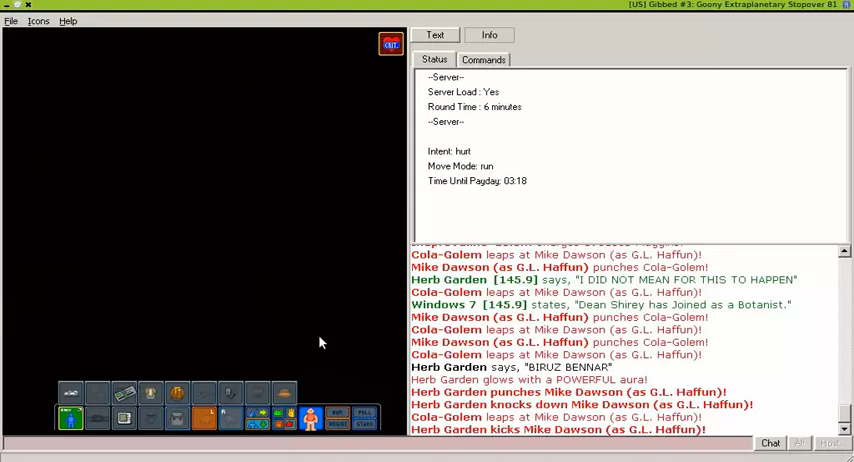 [US] Gibbed #3: Goony Extraplanetary Stopover 81
File Icons Help
Text Info
Status Commands
--Server--
Server Load : Yes
Round Time : 6 minutes
--Server--
Intent: hurt
Move Mode: run
Time Until Payday: 03:18
Cola-Golem leaps at Mike Dawson (as G.L. Haffun)!
Mike Dawson (as G.L. Haffun) punches Cola-Golem!
Herb Garden [145.9] says, "I DID NOT MEAN FOR THIS TO HAPPEN"
Cola-Golem leaps at Mike Dawson (as G.L. Haffun)!
Windows 7 [145.9] states, "Dean Shirey has Joined as a Botanist."
Mike Dawson (as G.L. Haffun) punches Cola-Golem!
Cola-Golem leaps at Mike Dawson (as G.L. Haffun)!
Mike Dawson (as G.L. Haffun) punches Cola-Golem!
Cola-Golem leaps at Mike Dawson (as G.L. Haffun)!
Herb Garden says, "BIRUZ BENNAR"
Herb Garden glows with a POWERFUL aura!
Herb Garden punches Mike Dawson (as G.L. Haffun)!
Herb Garden knocks down Mike Dawson (as G.L. Haffun)!
Cola-Golem leaps at Mike Dawson (as G.L. Haffun)!
Herb Garden kicks Mike Dawson (as G.L. Haffun)!
L R RUN PULL
RESIST
Chat Alt Host